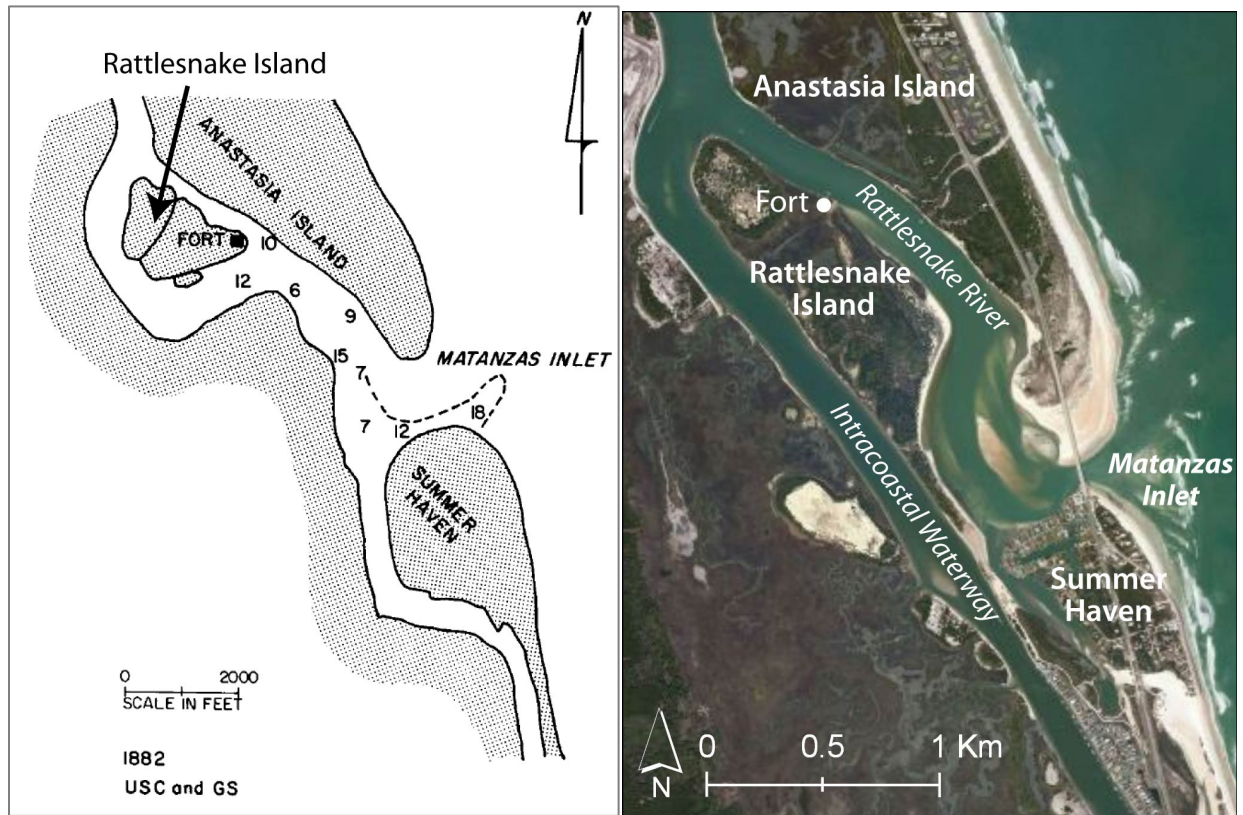 Rattlesnake Island
N
ANASTASIA ISLAND
FORT
10
12
6
9
15
7
MATANZAS INLET
7
12
18
SUMMER
HAVEN
0 2000
SCALE IN FEET
1882
USC and GS
Anastasia Island
Fort
Rattlesnake River
Rattlesnake
Island
Intracoastal Waterway
Matanzas
Inlet
Summer
Haven
0 0.5 1 Km
N